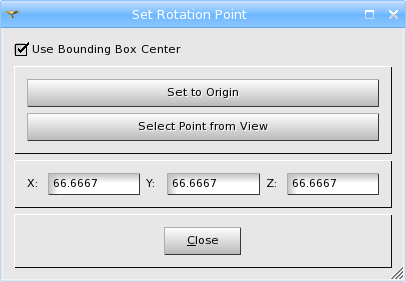 Set Rotation Point
Use Bounding Box Center
Set to Origin
Select Point from View
X: 66.6667 Y: 66.6667 Z: 66.6667
Close